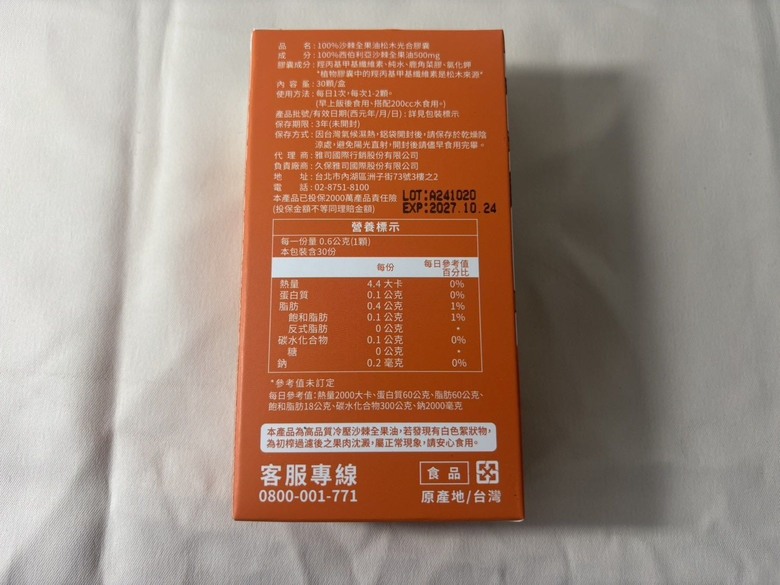 品　　名：100%沙棘全果油松木光合膠囊
成　　分：100%西伯利亞沙棘全果油500mg
膠囊成分：羥丙基甲基纖維素、純水、鹿角菜膠、氯化鉀
*植物膠囊中的羥丙基甲基纖維素是松木來源*
內 容 量：30顆/盒
使用方法：每日1次，每次1-2顆。
(早上飯後食用、搭配200cc水食用。)
產品批號/有效日期(西元年/月/日)：詳見包裝標示
保存期限：3年(未開封)
保存方式：因台灣氣候濕熱，鋁袋開封後，請保存於乾燥陰
涼處，避免陽光直射，開封後請儘早食用完畢。
代 理 商：雅司國際行銷股份有限公司
負責廠商：久保雅司國際股份有限公司
地　　址：台北市內湖區洲子街73號3樓之2
電　　話：02-8751-8100
本產品已投保2000萬產品責任險
(投保金額不等同理賠金額)
LOT:A241020
EXP:2027.10.24
營養標示
每一份量 0.6公克(1顆)
本包裝含30份
每份 每日參考值百分比
熱量 4.4 大卡 0%
蛋白質 0.1 公克 0%
脂肪 0.4 公克 1%
飽和脂肪 0.1 公克 1%
反式脂肪 0 公克 *
碳水化合物 0.1 公克 0%
糖 0 公克 *
鈉 0.2 毫克 0%
*參考值未訂定
每日參考值：熱量2000大卡、蛋白質60公克、脂肪60公克、
飽和脂肪18公克、碳水化合物300公克、鈉2000毫克
本產品為高品質冷壓沙棘全果油，若發現有白色絮狀物，
為初榨過濾後之果肉沈澱，屬正常現象，請安心食用。
客服專線
0800-001-771
食品
原產地/台灣